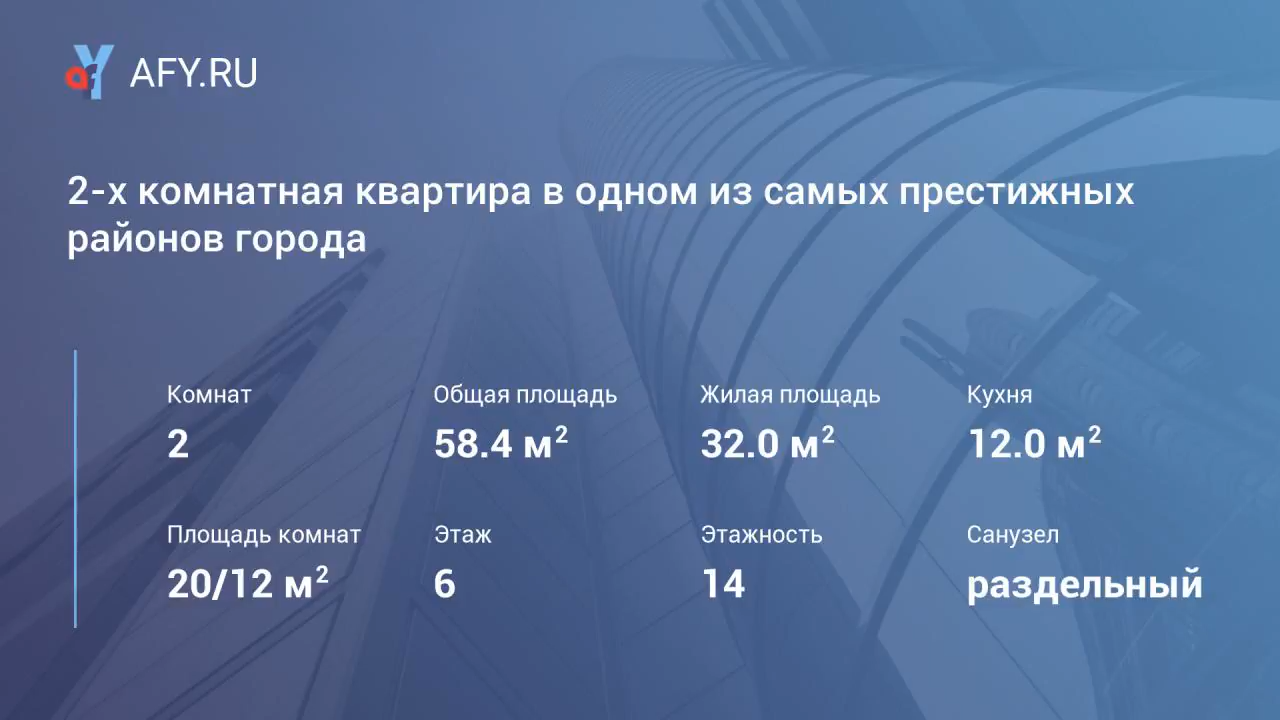 AFY.RU
2-х комнатная квартира в одном из самых престижных
районов города
Комнат
2
Общая площадь
58.4 м²
Жилая площадь
32.0 м²
Кухня
12.0 м²
Площадь комнат
20/12 м²
Этаж
6
Этажность
14
Санузел
раздельный